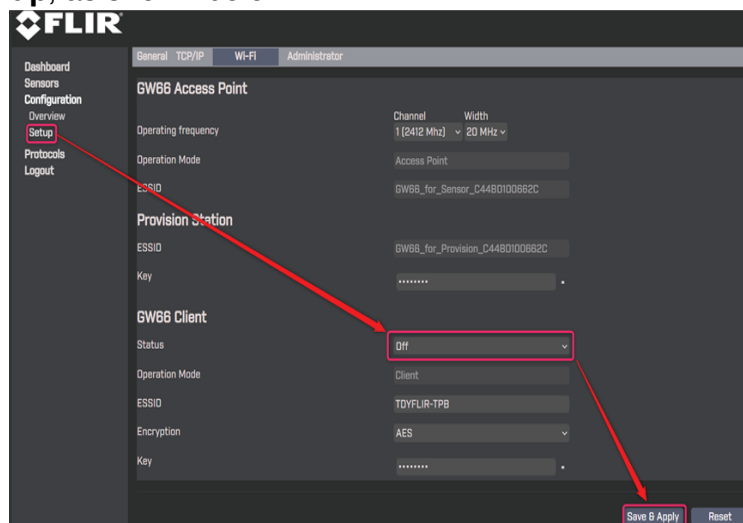 FLIR
General TCP/IP Wi-Fi Administrator
Dashboard
Sensors
Configuration
Overview
Setup
Protocols
Logout
GW66 Access Point
Channel Width
Operating frequency 1 (2412 Mhz) 20 MHz
Operation Mode Access Point
ESSID GW66_for_Sensor_C44BD100662C
Provision Station
ESSID GW66_for_Provision_C44BD100662C
Key ••••••••
GW66 Client
Status Off
Operation Mode Client
ESSID TDYFLIR-TPB
Encryption AES
Key ••••••••
Save & Apply Reset